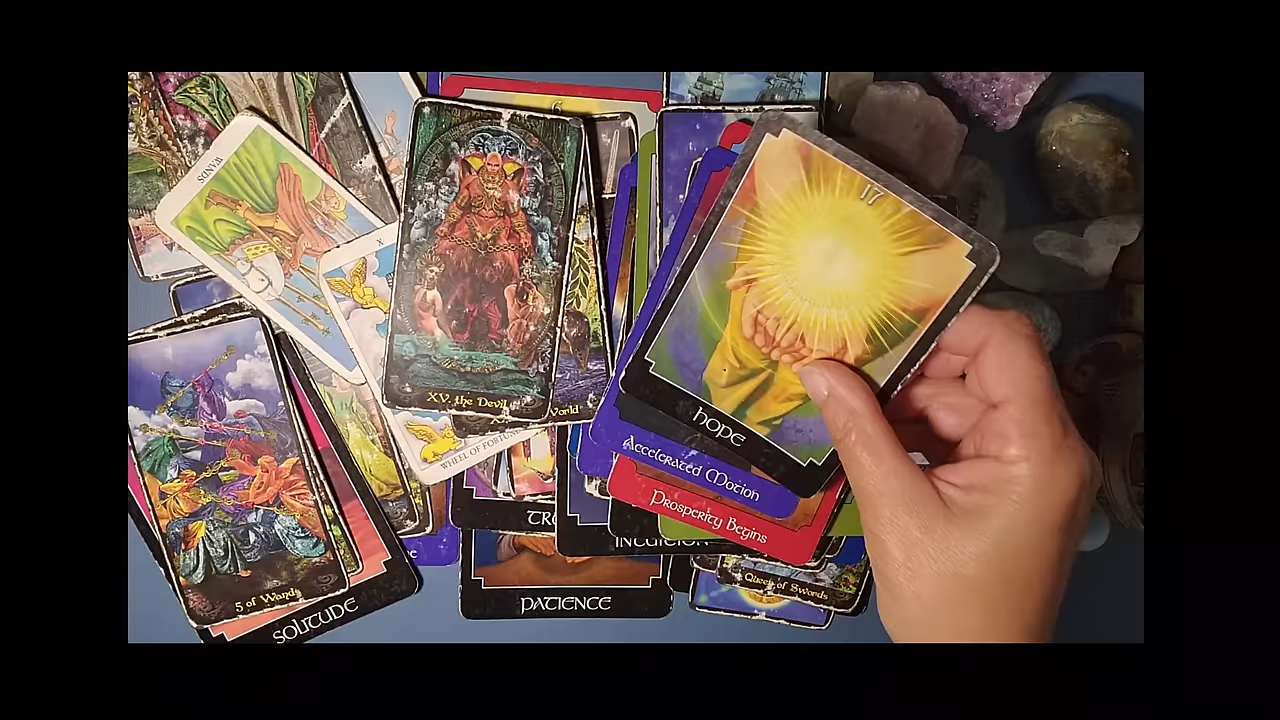 6
WANDS
17
XV. the Devil
World
HOPE
WHEEL OF FORTUNE
Accelerated Motion
Prosperity Begins
INTUITION
Queen of Swords
5 of Wands
PATIENCE
SOLITUDE